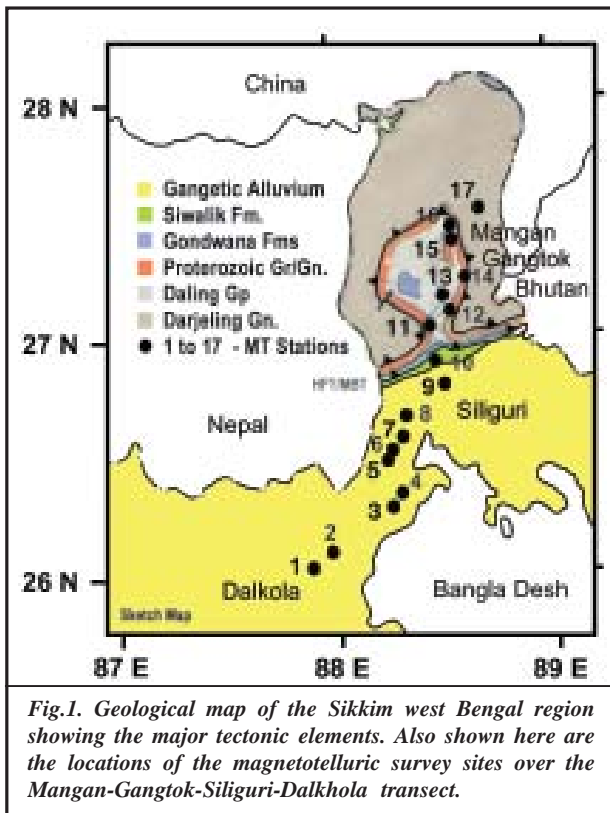 China
28 N
Gangetic Alluvium
Siwalik Fm.
Gondwana Fms
Proterozoic Gr/Gn.
Daling Gp
Darjeling Gn.
1 to 17 - MT Stations
17
16
Mangan
15
Gangtok
13
14
Bhutan
12
11
27 N
10
HFT/MBT
9
Siliguri
8
Nepal
7
6
5
4
3
2
1
26 N
Dalkola
Bangla Desh
Sketch Map
87 E
88 E
89 E
Fig.1. Geological map of the Sikkim west Bengal region
showing the major tectonic elements. Also shown here are
the locations of the magnetotelluric survey sites over the
Mangan-Gangtok-Siliguri-Dalkhola transect.